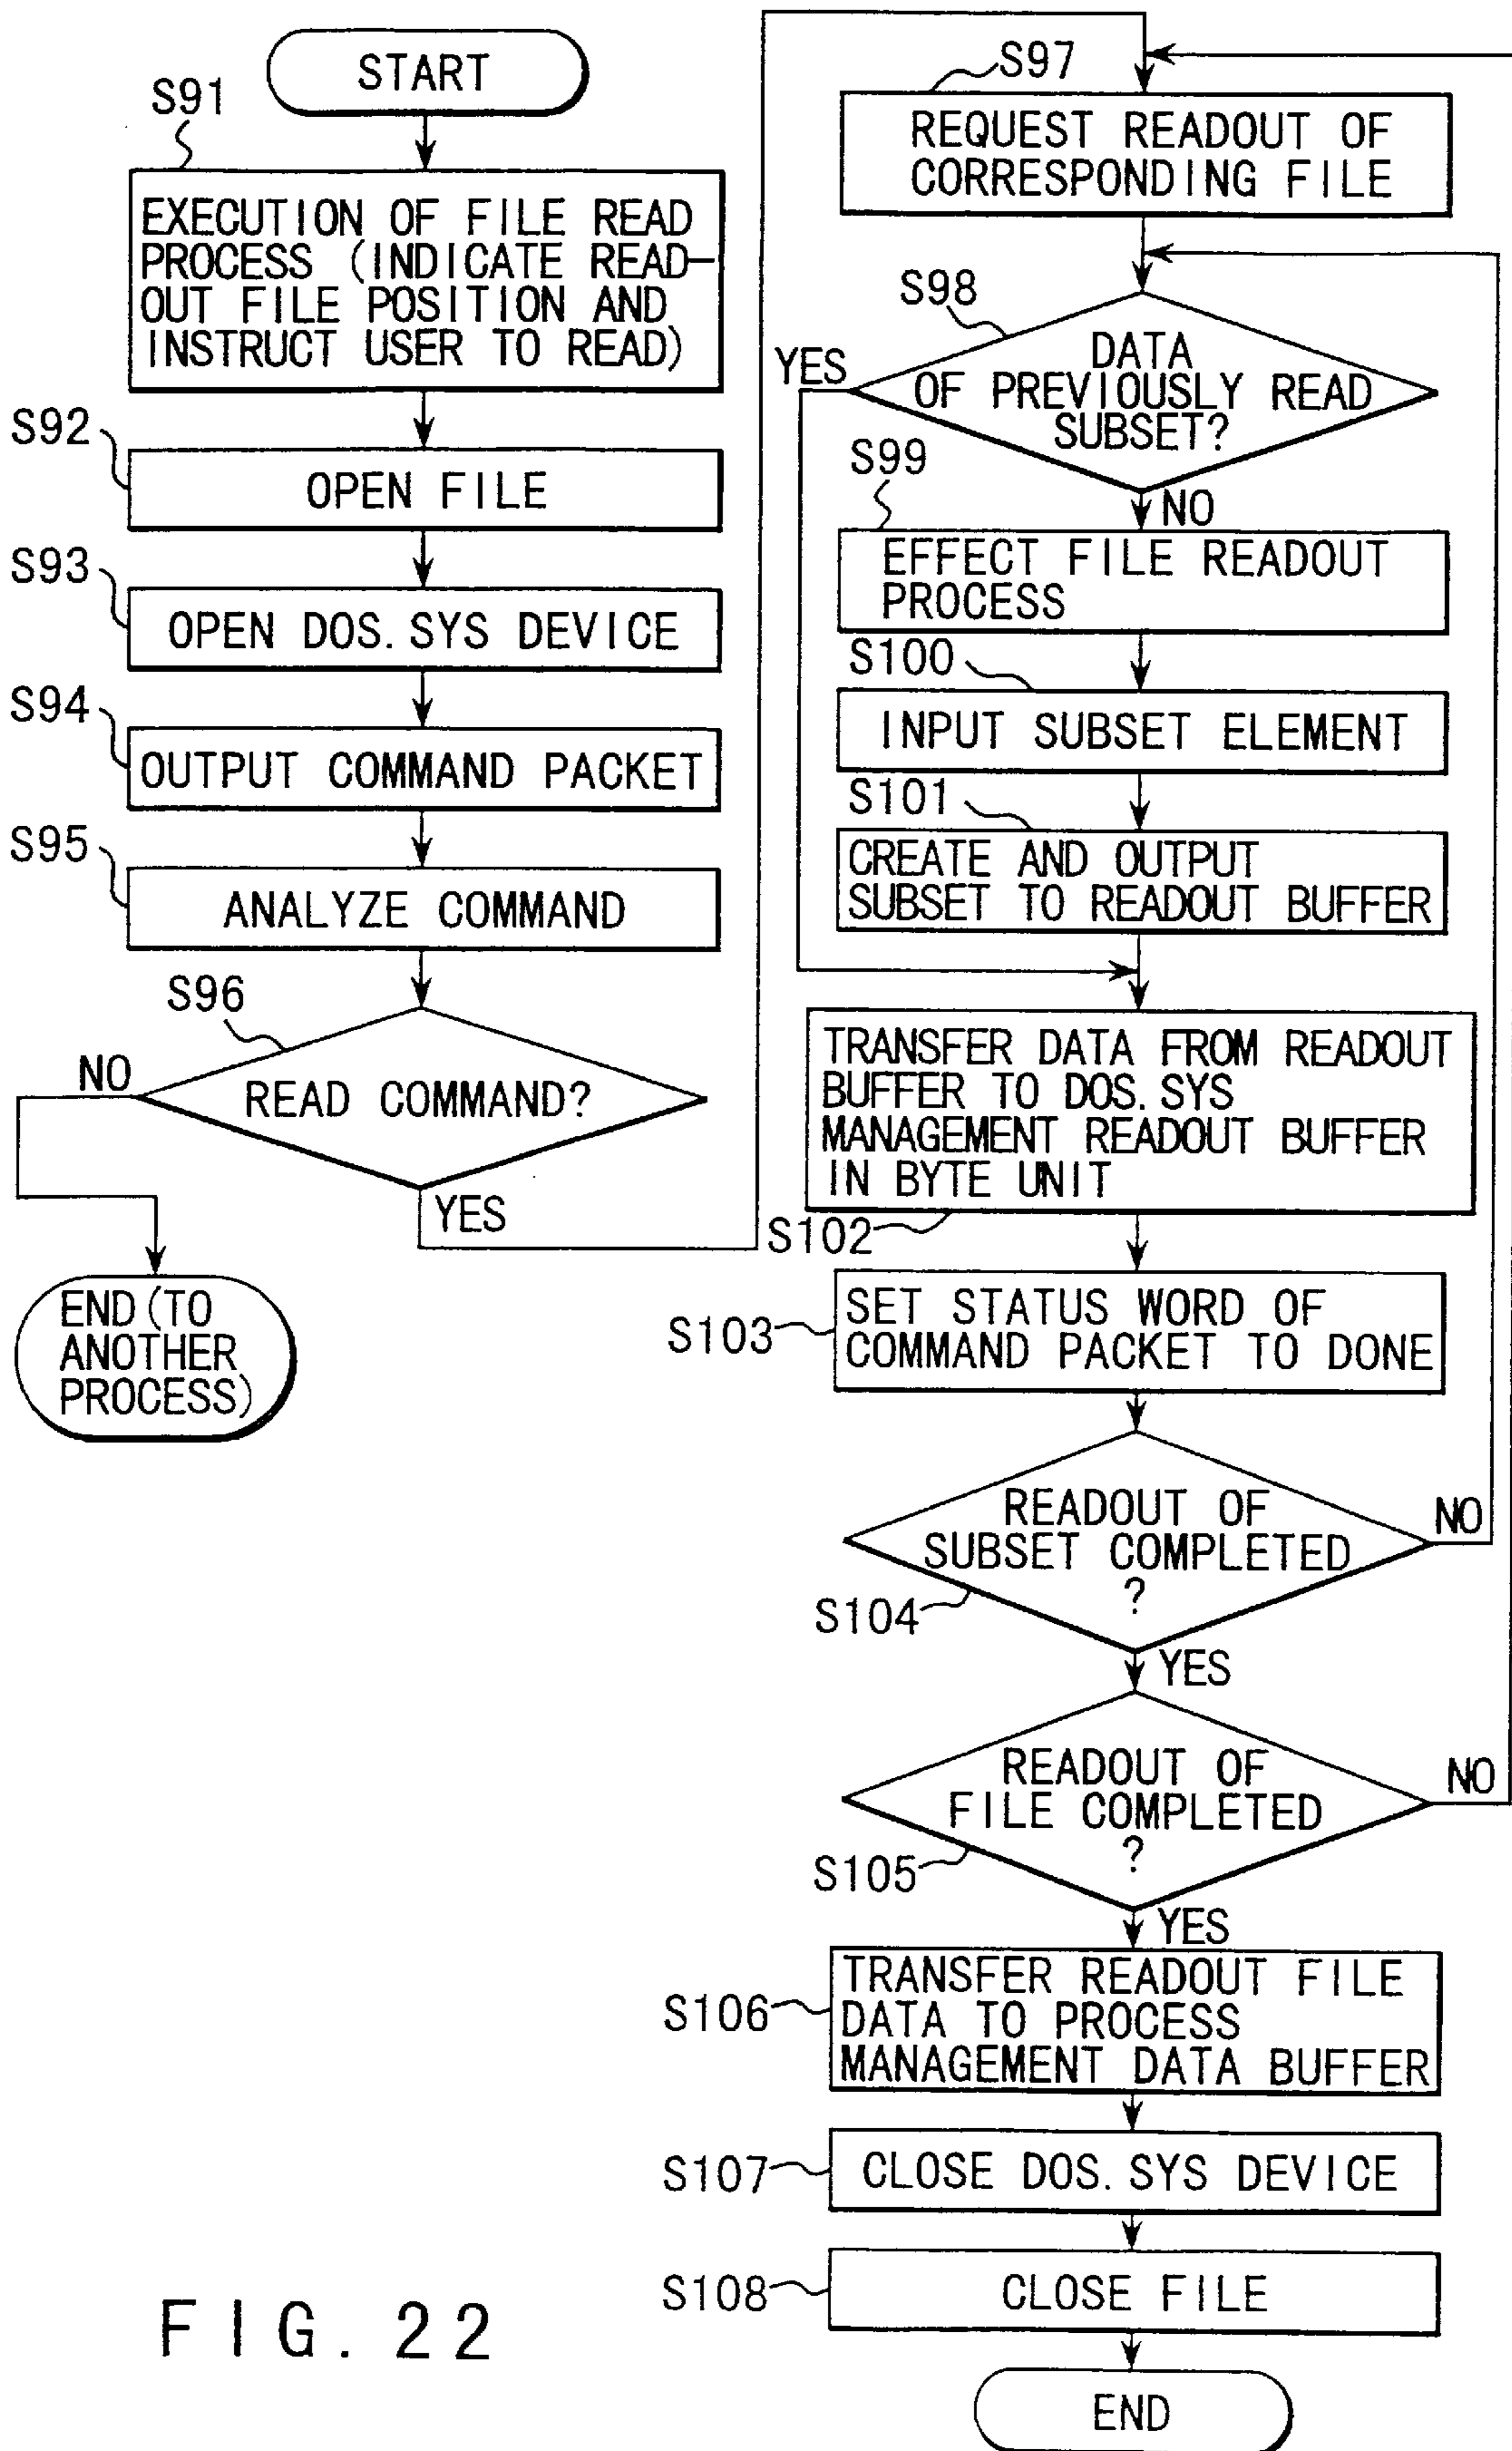 START
S91
EXECUTION OF FILE READ
PROCESS (INDICATE READ-
OUT FILE POSITION AND
INSTRUCT USER TO READ)
S92
OPEN FILE
S93
OPEN DOS.SYS DEVICE
S94
OUTPUT COMMAND PACKET
S95
ANALYZE COMMAND
S96
READ COMMAND?
NO
YES
END (TO
ANOTHER
PROCESS)
S97
REQUEST READOUT OF
CORRESPONDING FILE
S98
DATA
OF PREVIOUSLY READ
SUBSET?
YES
NO
S99
EFFECT FILE READOUT
PROCESS
S100
INPUT SUBSET ELEMENT
S101
CREATE AND OUTPUT
SUBSET TO READOUT BUFFER
TRANSFER DATA FROM READOUT
BUFFER TO DOS.SYS
MANAGEMENT READOUT BUFFER
IN BYTE UNIT
S102
SET STATUS WORD OF
COMMAND PACKET TO DONE
S103
READOUT OF
SUBSET COMPLETED
?
NO
S104
YES
READOUT OF
FILE COMPLETED
?
NO
S105
YES
TRANSFER READOUT FILE
DATA TO PROCESS
MANAGEMENT DATA BUFFER
S106
CLOSE DOS.SYS DEVICE
S107
CLOSE FILE
S108
END
FIG. 22